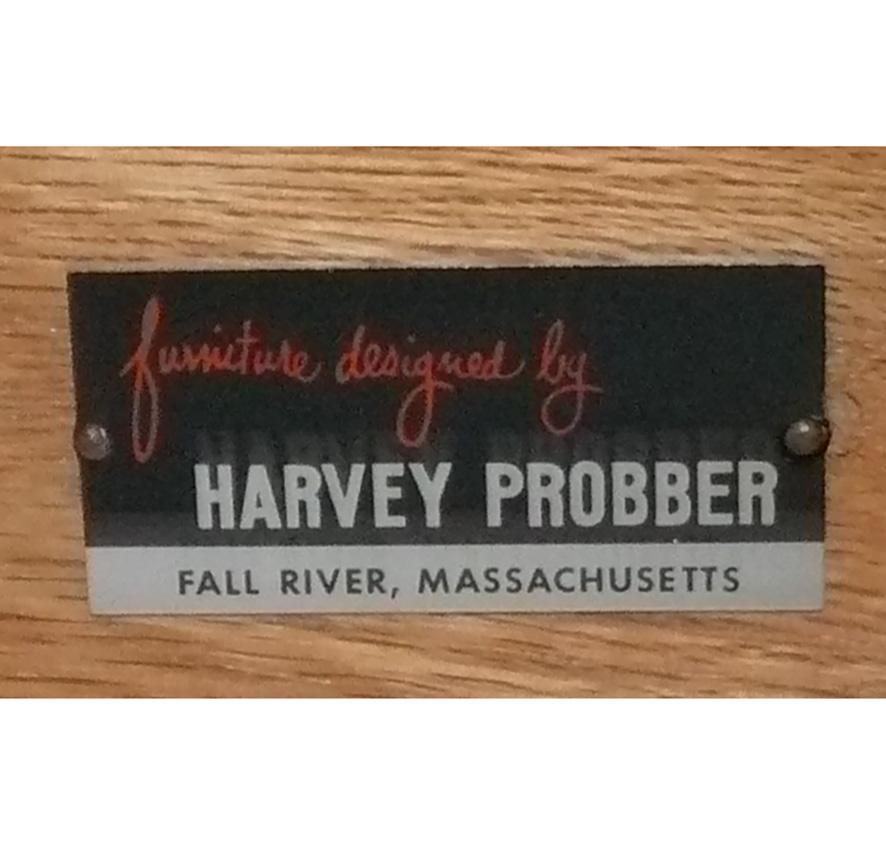 furniture designed by
HARVEY PROBBER
FALL RIVER, MASSACHUSETTS